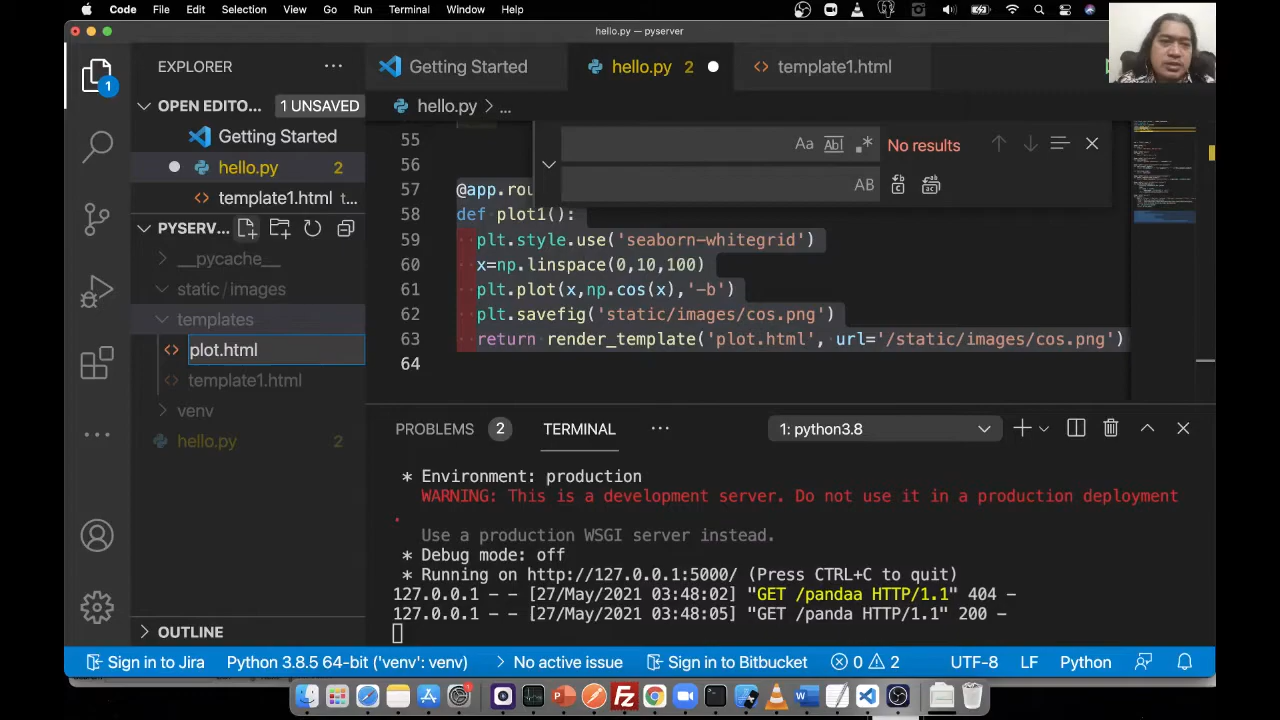 Code File Edit Selection View Go Run Terminal Window Help
hello.py — pyserver
EXPLORER
Getting Started
hello.py 2
template1.html
OPEN EDITO... 1 UNSAVED
hello.py > ...
Getting Started
hello.py 2
template1.html t...
PYSERV...
__pycache__
static / images
templates
plot.html
template1.html
venv
hello.py 2
OUTLINE
No results
Aa Abl .*
AB
55
56
57 @app.rou
58 def plot1():
59 plt.style.use('seaborn-whitegrid')
60 x=np.linspace(0,10,100)
61 plt.plot(x,np.cos(x),'-b')
62 plt.savefig('static/images/cos.png')
63 return render_template('plot.html', url='/static/images/cos.png')
64
PROBLEMS 2 TERMINAL ... 1: python3.8
* Environment: production
WARNING: This is a development server. Do not use it in a production deployment
.
Use a production WSGI server instead.
* Debug mode: off
* Running on http://127.0.0.1:5000/ (Press CTRL+C to quit)
127.0.0.1 - - [27/May/2021 03:48:02] "GET /pandaa HTTP/1.1" 404 -
127.0.0.1 - - [27/May/2021 03:48:05] "GET /panda HTTP/1.1" 200 -
1
Sign in to Jira Python 3.8.5 64-bit ('venv': venv) No active issue Sign in to Bitbucket 0 2 UTF-8 LF Python